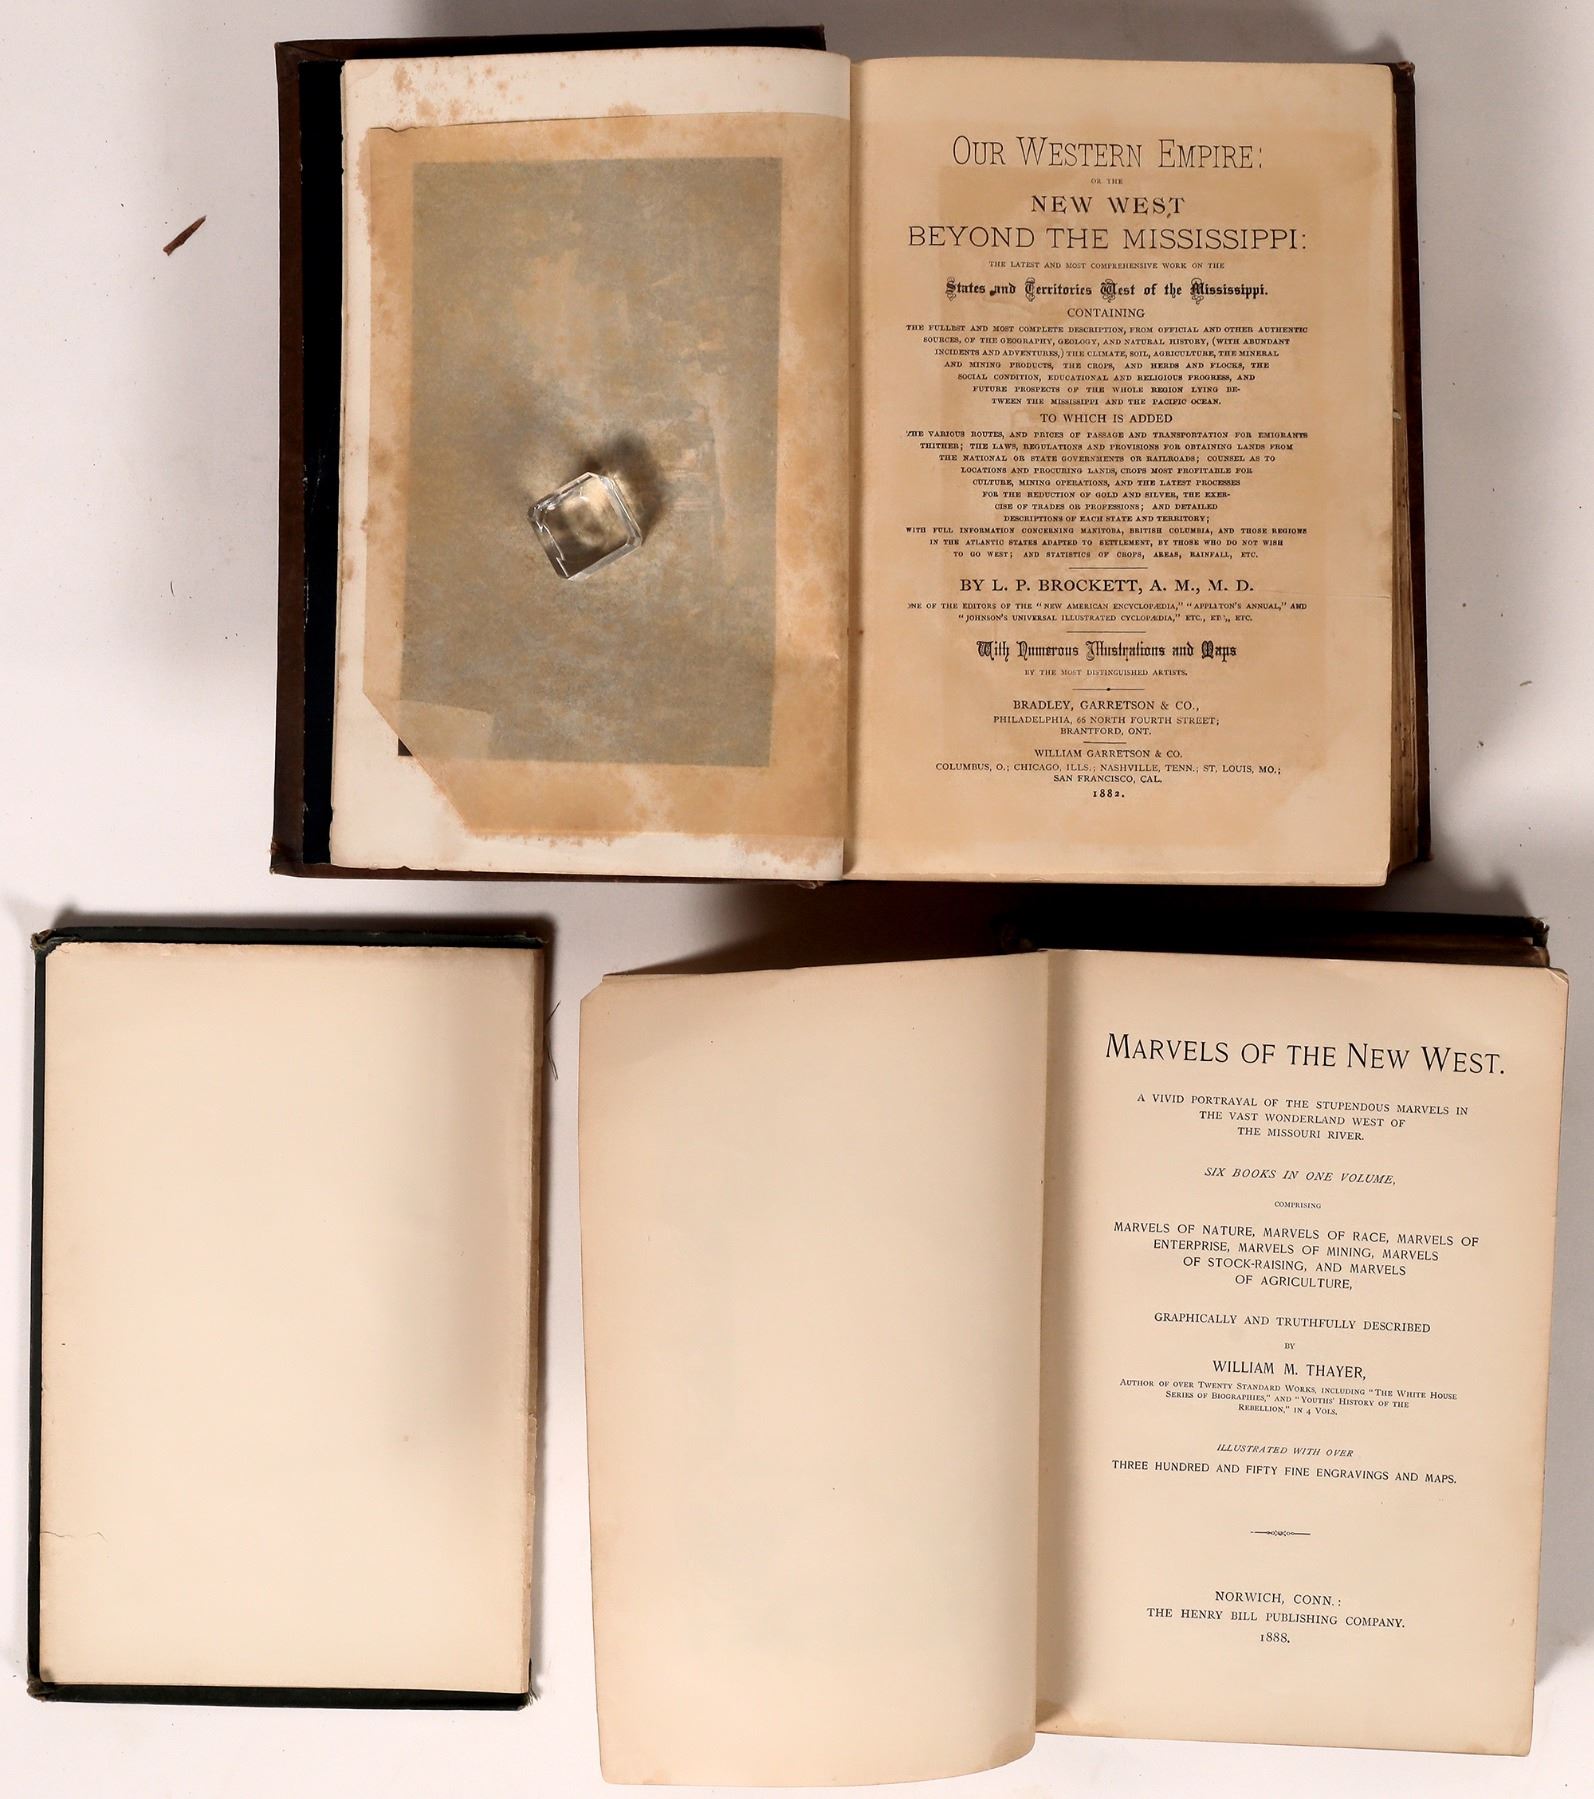 OUR WESTERN EMPIRE:
OR THE
NEW WEST
BEYOND THE MISSISSIPPI:
THE LATEST AND MOST COMPREHENSIVE WORK ON THE
States and Territories West of the Mississippi.
CONTAINING
THE FULLEST AND MOST COMPLETE DESCRIPTION, FROM OFFICIAL AND OTHER AUTHENTIC
SOURCES, OF THE GEOGRAPHY, GEOLOGY, AND NATURAL HISTORY, (WITH ABUNDANT
INCIDENTS AND ADVENTURES,) THE CLIMATE, SOIL, AGRICULTURE, THE MINERAL
AND MINING PRODUCTS, THE CROPS, AND HERDS AND FLOCKS, THE
SOCIAL CONDITION, EDUCATIONAL AND RELIGIOUS PROGRESS, AND
FUTURE PROSPECTS OF THE WHOLE REGION LYING BE-
TWEEN THE MISSISSIPPI AND THE PACIFIC OCEAN.
TO WHICH IS ADDED
THE VARIOUS ROUTES, AND PRICES OF PASSAGE AND TRANSPORTATION FOR EMIGRANTS
THITHER; THE LAWS, REGULATIONS AND PROVISIONS FOR OBTAINING LANDS FROM
THE NATIONAL OR STATE GOVERNMENTS OR RAILROADS; COUNSEL AS TO
LOCATIONS AND PROCURING LANDS, CROPS MOST PROFITABLE FOR
CULTURE, MINING OPERATIONS, AND THE LATEST PROCESSES
FOR THE REDUCTION OF GOLD AND SILVER, THE EXER-
CISE OF TRADES OR PROFESSIONS; AND DETAILED
DESCRIPTIONS OF EACH STATE AND TERRITORY;
WITH FULL INFORMATION CONCERNING MANITOBA, BRITISH COLUMBIA, AND THOSE REGIONS
IN THE ATLANTIC STATES ADAPTED TO SETTLEMENT, BY THOSE WHO DO NOT WISH
TO GO WEST; AND STATISTICS OF CROPS, AREAS, RAINFALL, ETC.
BY L. P. BROCKETT, A. M., M. D.
ONE OF THE EDITORS OF THE "NEW AMERICAN ENCYCLOPÆDIA," "APPLETON'S ANNUAL," AND
"JOHNSON'S UNIVERSAL ILLUSTRATED CYCLOPÆDIA," ETC., ETC., ETC.
With Numerous Illustrations and Maps
BY THE MOST DISTINGUISHED ARTISTS.
BRADLEY, GARRETSON & CO.,
PHILADELPHIA, 66 NORTH FOURTH STREET;
BRANTFORD, ONT.
WILLIAM GARRETSON & CO.
COLUMBUS, O.; CHICAGO, ILLS.; NASHVILLE, TENN.; ST. LOUIS, MO.;
SAN FRANCISCO, CAL.
1882.
MARVELS OF THE NEW WEST.
A VIVID PORTRAYAL OF THE STUPENDOUS MARVELS IN
THE VAST WONDERLAND WEST OF
THE MISSOURI RIVER.
SIX BOOKS IN ONE VOLUME,
COMPRISING
MARVELS OF NATURE, MARVELS OF RACE, MARVELS OF
ENTERPRISE, MARVELS OF MINING, MARVELS
OF STOCK-RAISING, AND MARVELS
OF AGRICULTURE,
GRAPHICALLY AND TRUTHFULLY DESCRIBED
BY
WILLIAM M. THAYER,
AUTHOR OF OVER TWENTY STANDARD WORKS, INCLUDING "THE WHITE HOUSE
SERIES OF BIOGRAPHIES," AND "YOUTHS' HISTORY OF THE
REBELLION," IN 4 VOLS.
ILLUSTRATED WITH OVER
THREE HUNDRED AND FIFTY FINE ENGRAVINGS AND MAPS.
NORWICH, CONN.:
THE HENRY BILL PUBLISHING COMPANY.
1888.